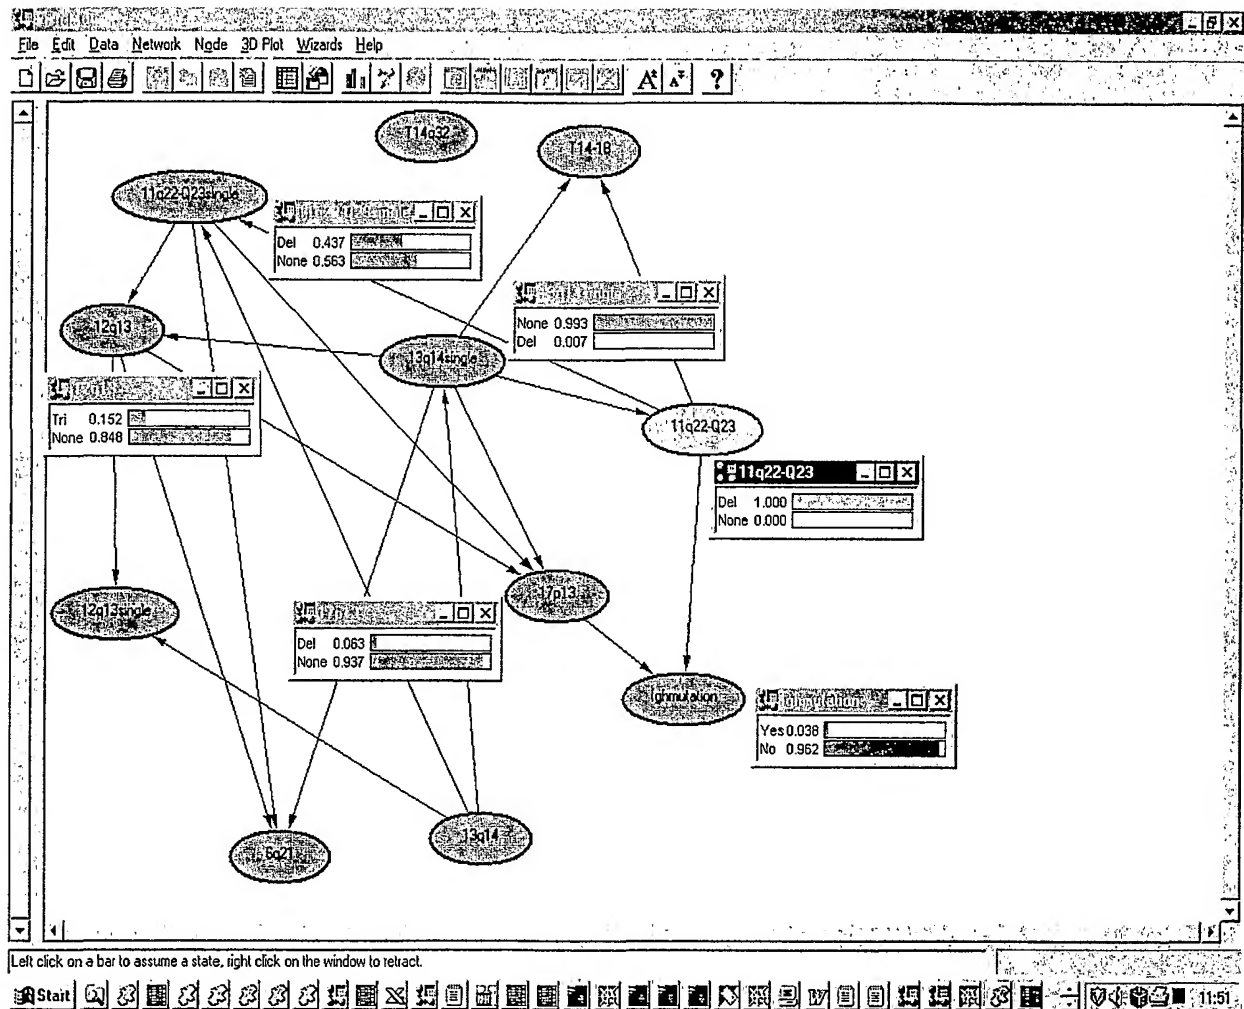 File Edit Data Network Node 3D Plot Wizards Help
T14q32
T14-18
11q22-Q23single
Del 0.437
None 0.563
None 0.993
Del 0.007
12q13
13q14single
Tri 0.152
None 0.848
11q22-Q23
11q22-Q23
Del 1.000
None 0.000
17p13
12q13single
Del 0.063
None 0.937
Ighmutation
Yes 0.038
No 0.962
13q14
6q21
Left click on a bar to assume a state, right click on the window to retract.
Start
11:51